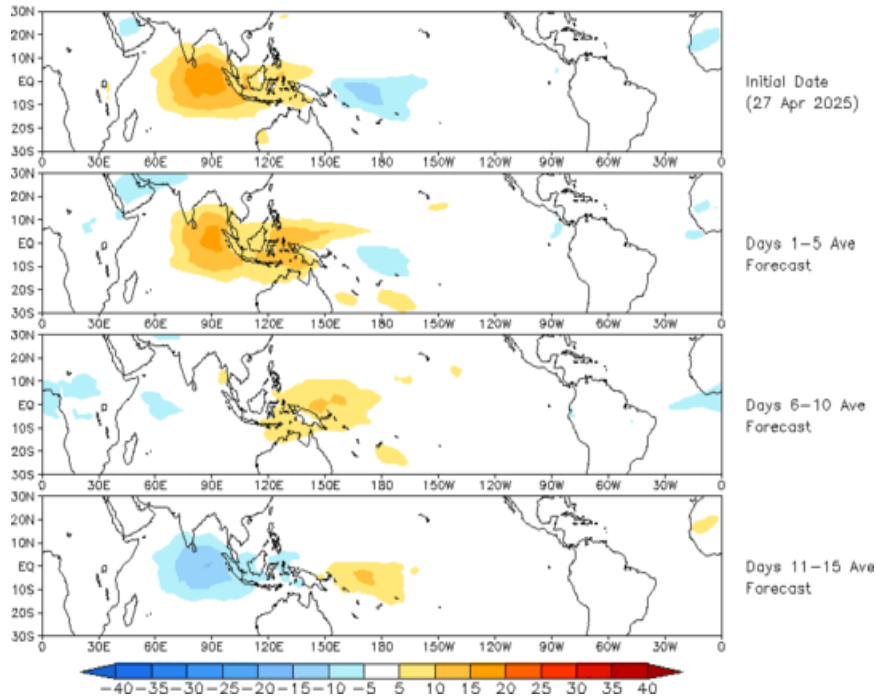 30N
20N
10N
EQ
10S
20S
30S
0 30E 60E 90E 120E 150E 180 150W 120W 90W 60W 30W 0
Initial Date
(27 Apr 2025)
30N
20N
10N
EQ
10S
20S
30S
0 30E 60E 90E 120E 150E 180 150W 120W 90W 60W 30W 0
Days 1-5 Ave
Forecast
30N
20N
10N
EQ
10S
20S
30S
0 30E 60E 90E 120E 150E 180 150W 120W 90W 60W 30W 0
Days 6-10 Ave
Forecast
30N
20N
10N
EQ
10S
20S
30S
0 30E 60E 90E 120E 150E 180 150W 120W 90W 60W 30W 0
Days 11-15 Ave
Forecast
-40 -35 -30 -25 -20 -15 -10 -5 5 10 15 20 25 30 35 40